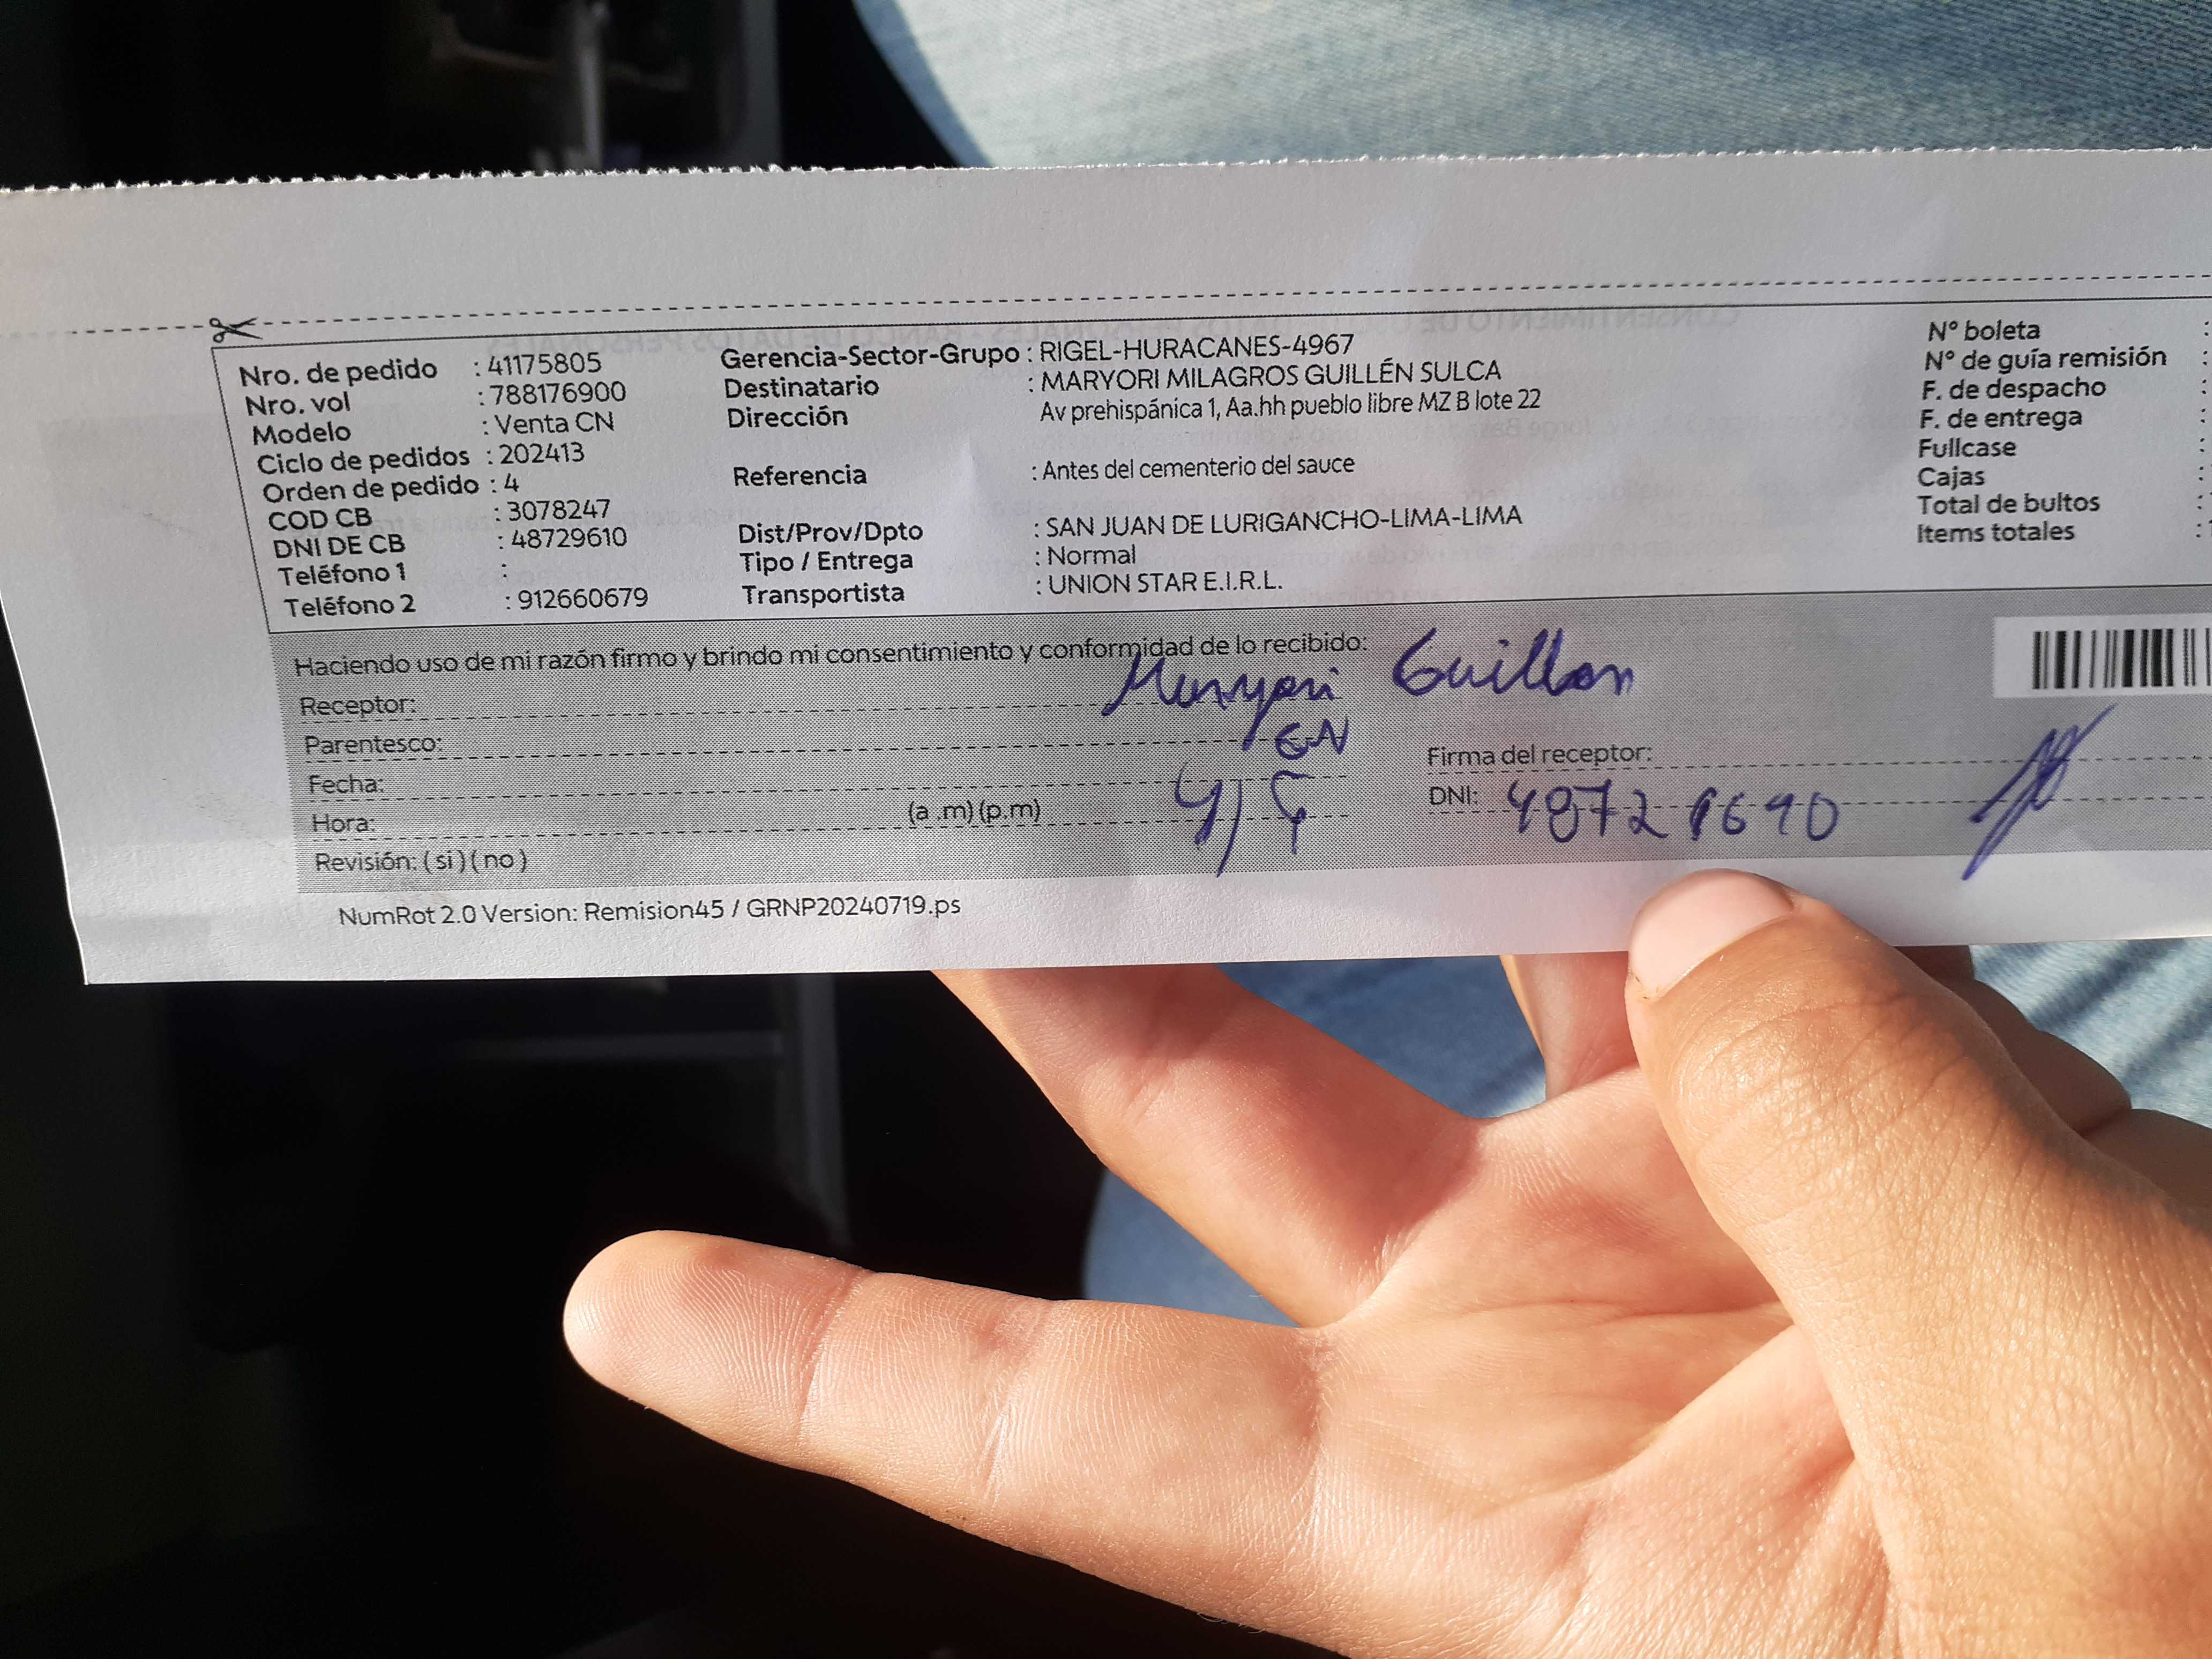 Nro. de pedido : 41175805
Nro. vol : 788176900
Modelo : Venta CN
Ciclo de pedidos : 202413
Orden de pedido : 4
COD CB : 3078247
DNI DE CB : 48729610
Teléfono 1 :
Teléfono 2 : 912660679
Gerencia-Sector-Grupo : RIGEL-HURACANES-4967
Destinatario : MARYORI MILAGROS GUILLÉN SULCA
Dirección Av prehispánica 1, Aa.hh pueblo libre MZ B lote 22
Referencia : Antes del cementerio del sauce
Dist/Prov/Dpto : SAN JUAN DE LURIGANCHO-LIMA-LIMA
Tipo / Entrega : Normal
Transportista : UNION STAR E.I.R.L.
N° boleta :
N° de guía remisión :
F. de despacho :
F. de entrega :
Fullcase :
Cajas :
Total de bultos :
Items totales :
Haciendo uso de mi razón firmo y brindo mi consentimiento y conformidad de lo recibido:
Receptor: Maryori Guillen
Parentesco:
Fecha:
Hora: (a .m) (p.m)
Revisión: ( si ) ( no )
Firma del receptor:
DNI:
NumRot 2.0 Version: Remision45 / GRNP20240719.ps